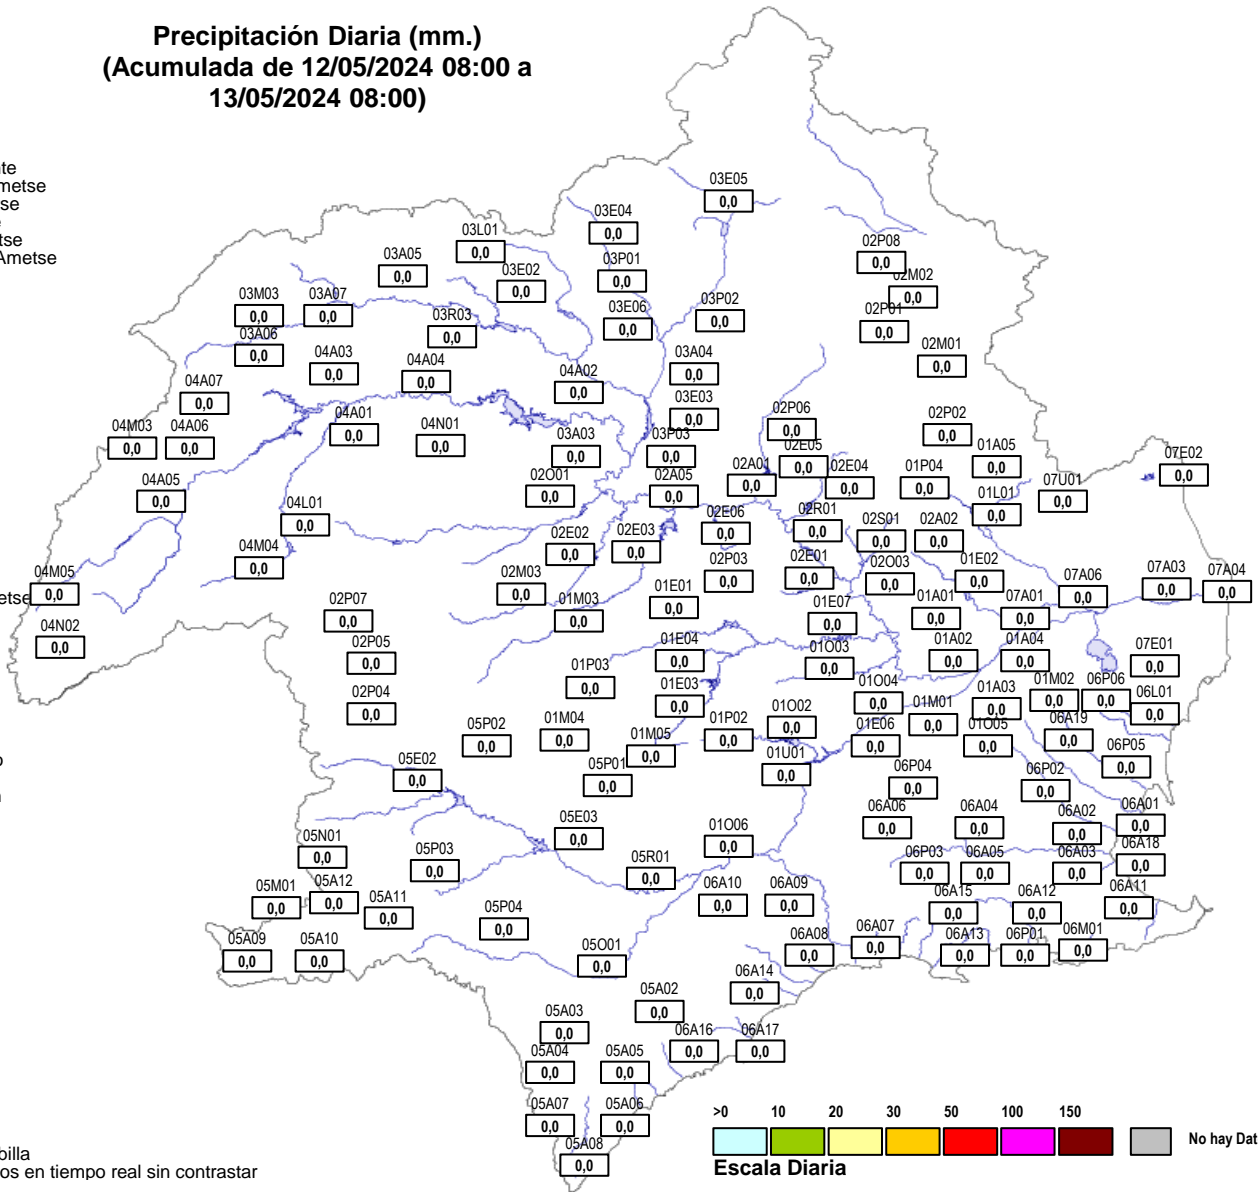 Precipitación Diaria (mm.)
(Acumulada de 12/05/2024 08:00 a
13/05/2024 08:00)
03E05
0,0
03E04
0,0
03L01
0,0
02P08
0,0
03A05
0,0
03P01
0,0
03E02
0,0
02M02
0,0
03M03
0,0
03A07
0,0
03P02
0,0
03E06
0,0
02P01
0,0
03R03
0,0
03A06
0,0
04A03
0,0
03A04
0,0
02M01
0,0
04A04
0,0
04A02
0,0
04A07
0,0
03E03
0,0
02P06
0,0
04M03
0,0
04A06
0,0
04A01
0,0
04N01
0,0
02P02
0,0
03A03
0,0
03P03
0,0
02E05
0,0
01A05
0,0
07E02
0,0
04A05
0,0
02O01
0,0
02A05
0,0
02A01
0,0
02E04
0,0
01P04
0,0
07U01
0,0
01L01
0,0
04L01
0,0
02E06
0,0
02R01
0,0
02S01
0,0
02A02
0,0
02E02
0,0
02E03
0,0
04M04
0,0
02P03
0,0
02E01
0,0
02O03
0,0
01E02
0,0
04M05
0,0
02M03
0,0
07A06
0,0
07A03
0,0
07A04
0,0
etse
02P07
0,0
01M03
0,0
01E01
0,0
01E07
0,0
01A01
0,0
07A01
0,0
04N02
0,0
02P05
0,0
01E04
0,0
01O03
0,0
01A02
0,0
01A04
0,0
07E01
0,0
01P03
0,0
02P04
0,0
01E03
0,0
01O04
0,0
01A03
0,0
01M02
0,0
06P06
0,0
06L01
0,0
05P02
0,0
01M04
0,0
01P02
0,0
01O02
0,0
01M01
0,0
01E06
0,0
01O05
0,0
06A19
0,0
01M05
0,0
01U01
0,0
06P05
0,0
05E02
0,0
05P01
0,0
06P04
0,0
06P02
0,0
05E03
0,0
01O06
0,0
06A06
0,0
06A04
0,0
06A02
0,0
06A01
0,0
05N01
0,0
05P03
0,0
05R01
0,0
06P03
0,0
06A05
0,0
06A03
0,0
06A18
0,0
05M01
0,0
05A12
0,0
05A11
0,0
06A10
0,0
06A09
0,0
06A15
0,0
06A12
0,0
06A11
0,0
05P04
0,0
05A09
0,0
05A10
0,0
05O01
0,0
06A08
0,0
06A07
0,0
06A13
0,0
06P01
0,0
06M01
0,0
06A14
0,0
05A02
0,0
05A03
0,0
06A16
0,0
06A17
0,0
05A04
0,0
05A05
0,0
05A07
0,0
05A06
0,0
05A08
0,0
>0 10 20 30 50 100 150
No hay Dat
Escala Diaria
billa
os en tiempo real sin contrastar